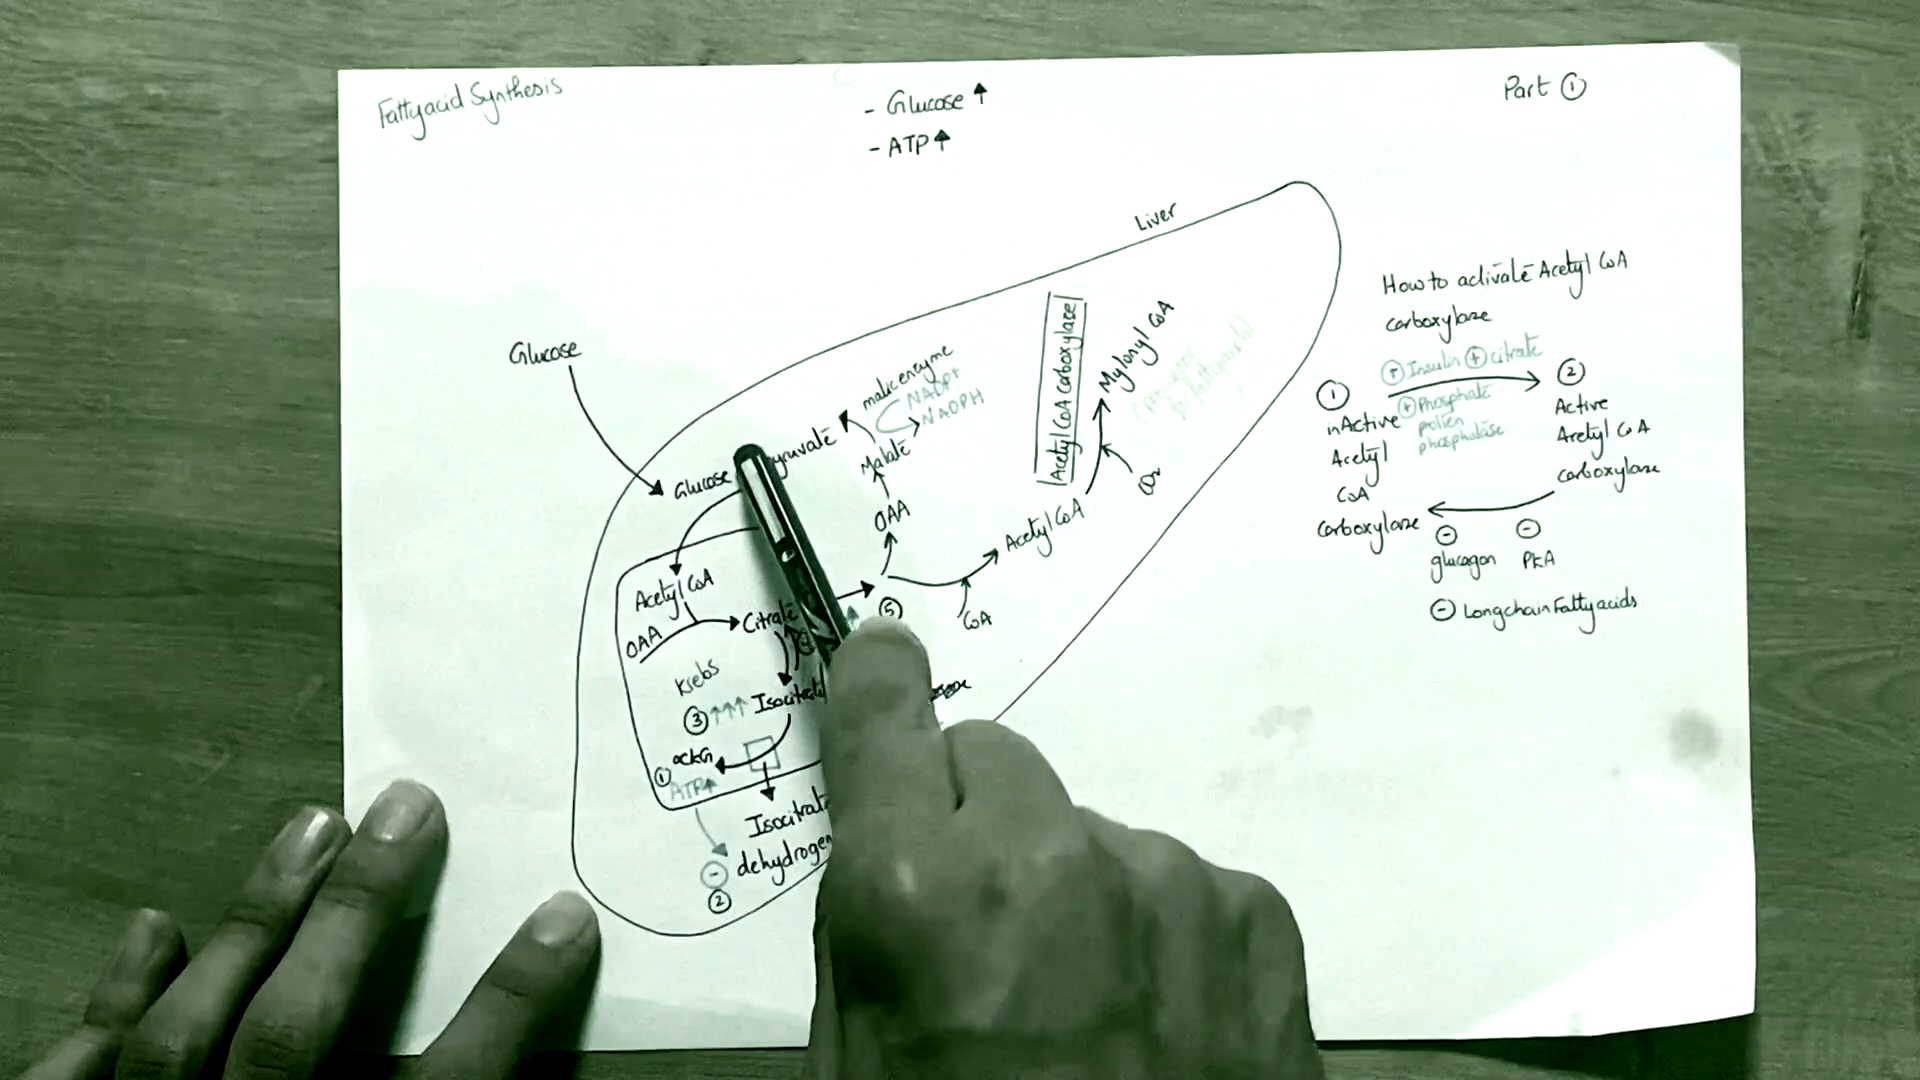 Fattyacid Synthesis
- Glucose ↑
- ATP ↑
Part ①
Liver
Glucose
Glucose
pyruvate
malic enzyme
NADP+
NADPH
Malate
OAA
Acetyl CoA
OAA
Citrate
Krebs
③ ↑↑↑ Isocitrate
αKG
① ATP↑
Isocitrate
dehydrogen
⊖
②
⑤
CoA
Acetyl CoA
CO₂
Acetyl CoA Carboxylase
Mylonyl CoA
How to activate Acetyl CoA
carboxylase
⊕ Insulin ⊕ citrate
⊕ Phosphate
protien
phosphatase
①
inActive
Acetyl
CoA
Carboxylase
②
Active
Acetyl CoA
carboxylase
⊖ ⊖
glucagon PKA
⊖ Longchain Fatty acids